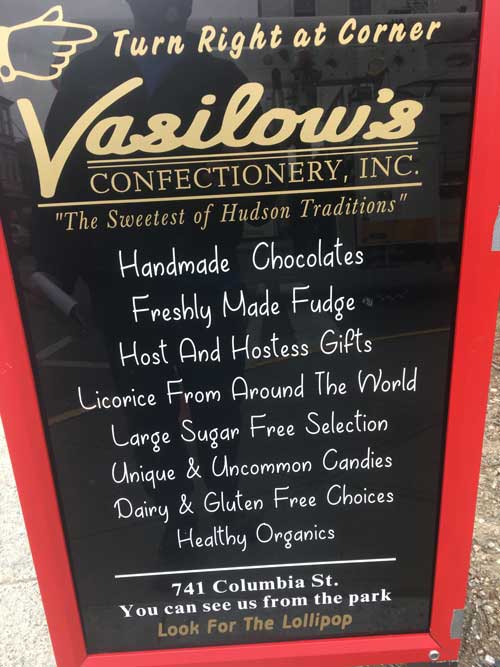 Turn Right at Corner
Vasilow's
CONFECTIONERY, INC.
"The Sweetest of Hudson Traditions"
Handmade Chocolates
Freshly Made Fudge
Host And Hostess Gifts
Licorice From Around The World
Large Sugar Free Selection
Unique & Uncommon Candies
Dairy & Gluten Free Choices
Healthy Organics
741 Columbia St.
You can see us from the park
Look For The Lollipop